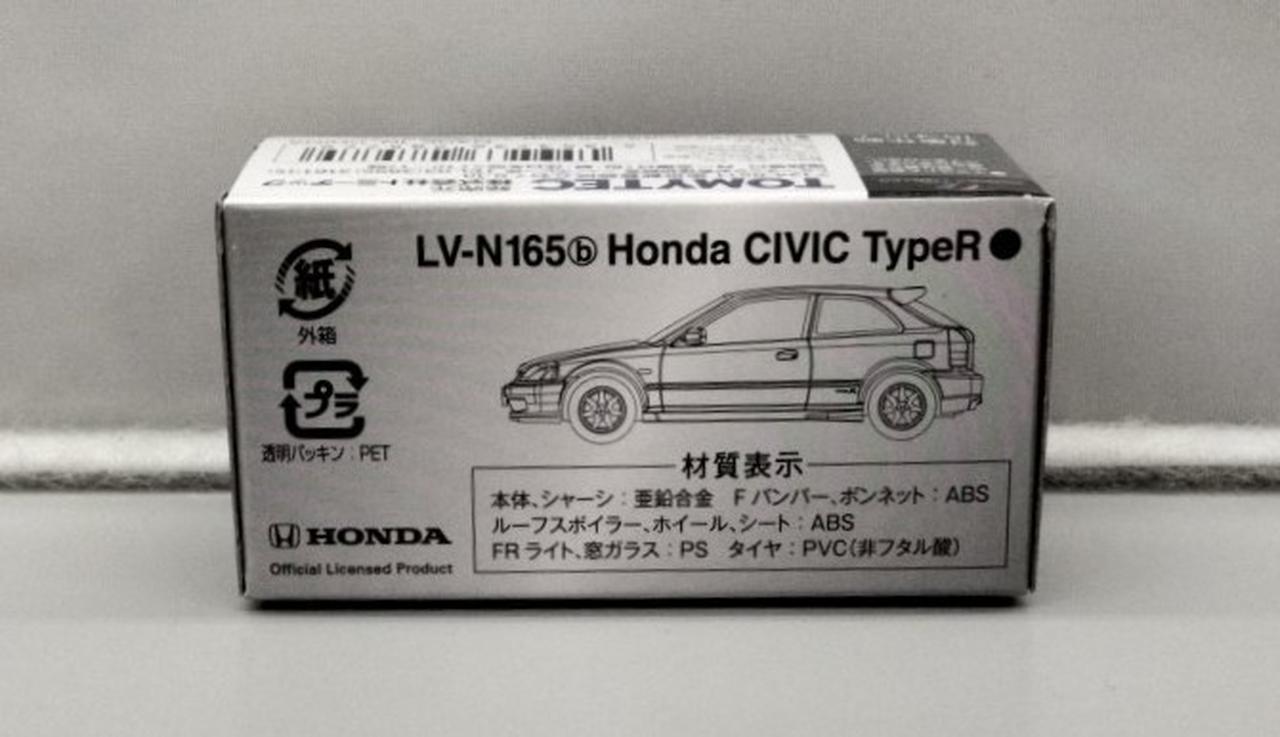 TOMYTEC
LV-N165ⓑ Honda CIVIC TypeR●
紙
外箱
プラ
透明パッキン：PET
HONDA
Official Licensed Product
材質表示
本体、シャーシ：亜鉛合金　Fバンパー、ボンネット：ABS
ルーフスポイラー、ホイール、シート：ABS
FRライト、窓ガラス：PS　タイヤ：PVC（非フタル酸）